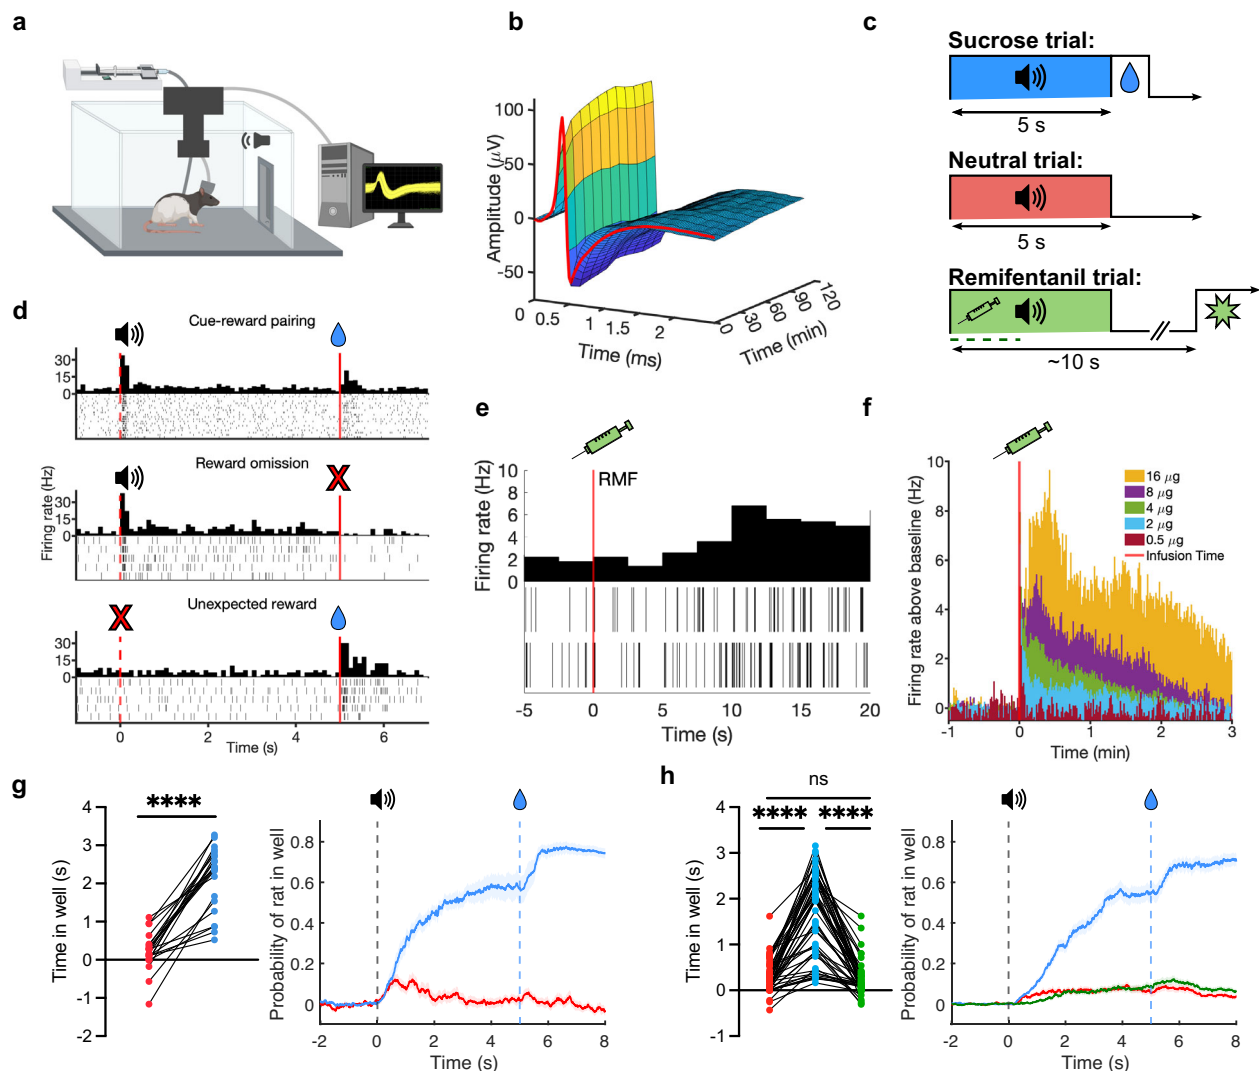 a
b
c
100
50
0
-50
Amplitude (μV)
0
0.5
1
1.5
2
Time (ms)
0
30
60
90
120
Time (min)
Sucrose trial:
5 s
Neutral trial:
5 s
Remifentanil trial:
~10 s
d
Cue-reward pairing
30
15
0
Reward omission
30
15
0
Unexpected reward
30
15
0
Firing rate (Hz)
0 2 4 6
Time (s)
e
RMF
10
8
6
4
2
0
Firing rate (Hz)
-5 0 5 10 15 20
Time (s)
f
16 μg
8 μg
4 μg
2 μg
0.5 μg
Infusion Time
10
8
6
4
2
0
Firing rate above baseline (Hz)
-1 0 1 2 3
Time (min)
g
****
4
3
2
1
0
-1
-2
Time in well (s)
1
0.8
0.6
0.4
0.2
0
Probability of rat in well
-2 0 2 4 6 8
Time (s)
h
ns
**** ****
4
3
2
1
0
-1
Time in well (s)
1
0.8
0.6
0.4
0.2
0
Probability of rat in well
-2 0 2 4 6 8
Time (s)